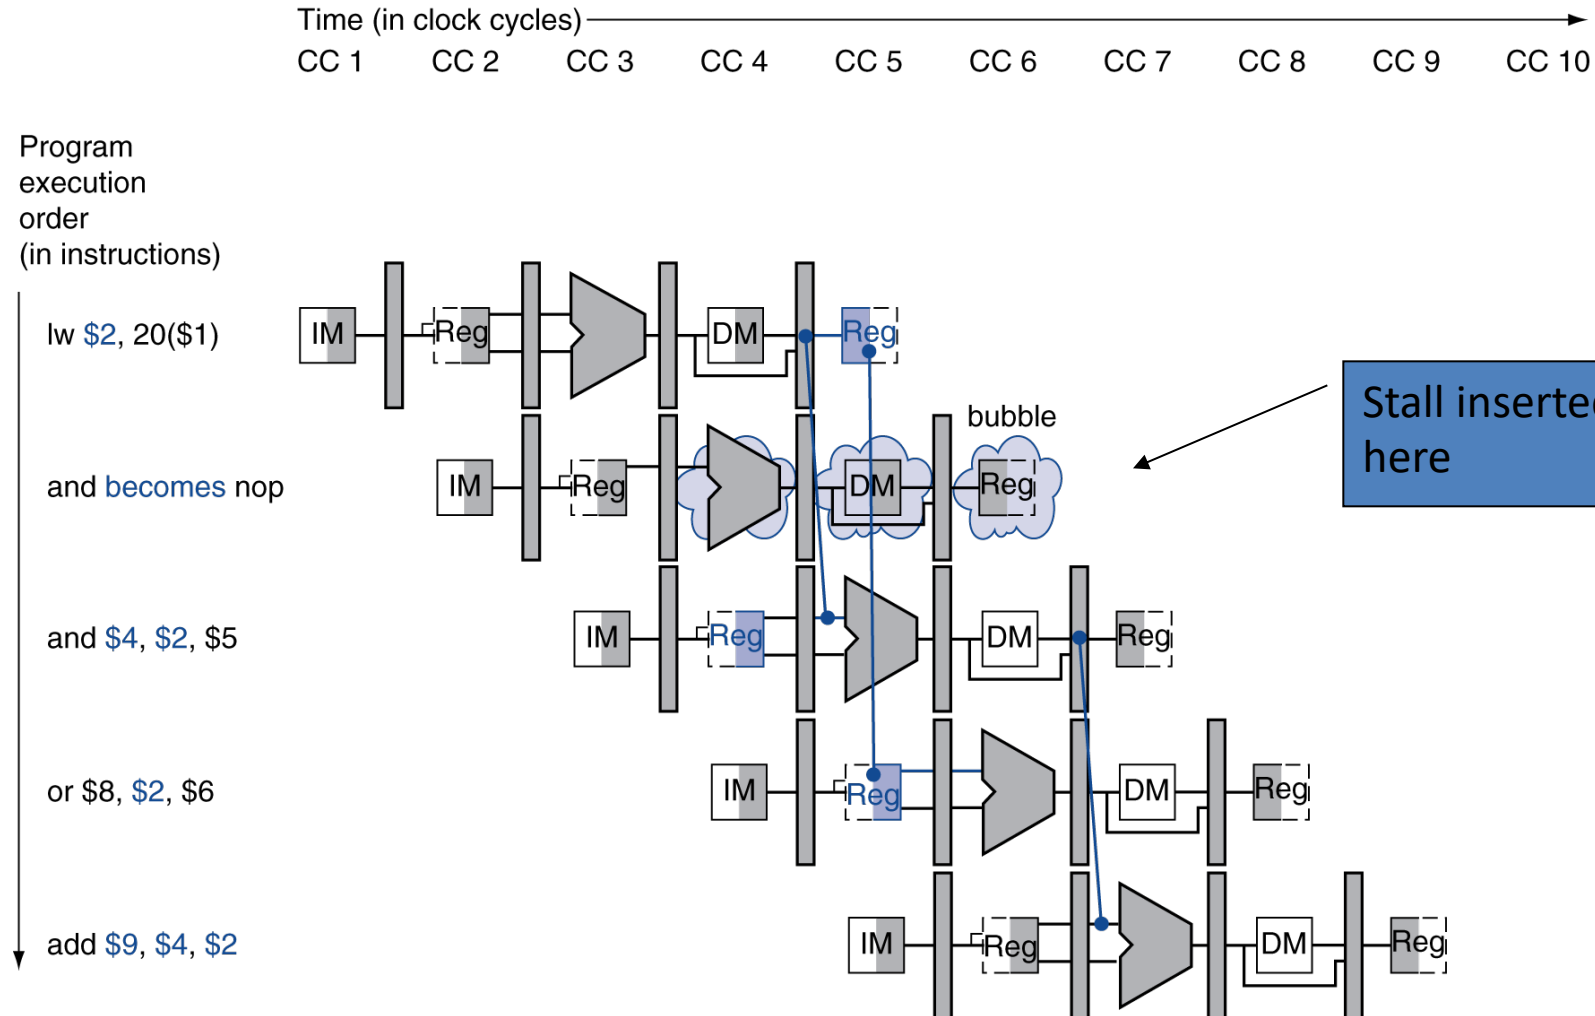 Time (in clock cycles)
CC 1 CC 2 CC 3 CC 4 CC 5 CC 6 CC 7 CC 8 CC 9 CC 10
Program
execution
order
(in instructions)
lw $2, 20($1)
IM Reg DM Reg
bubble
Stall inserted
here
and becomes nop
IM Reg DM Reg
and $4, $2, $5
IM Reg DM Reg
or $8, $2, $6
IM Reg DM Reg
add $9, $4, $2
IM Reg DM Reg